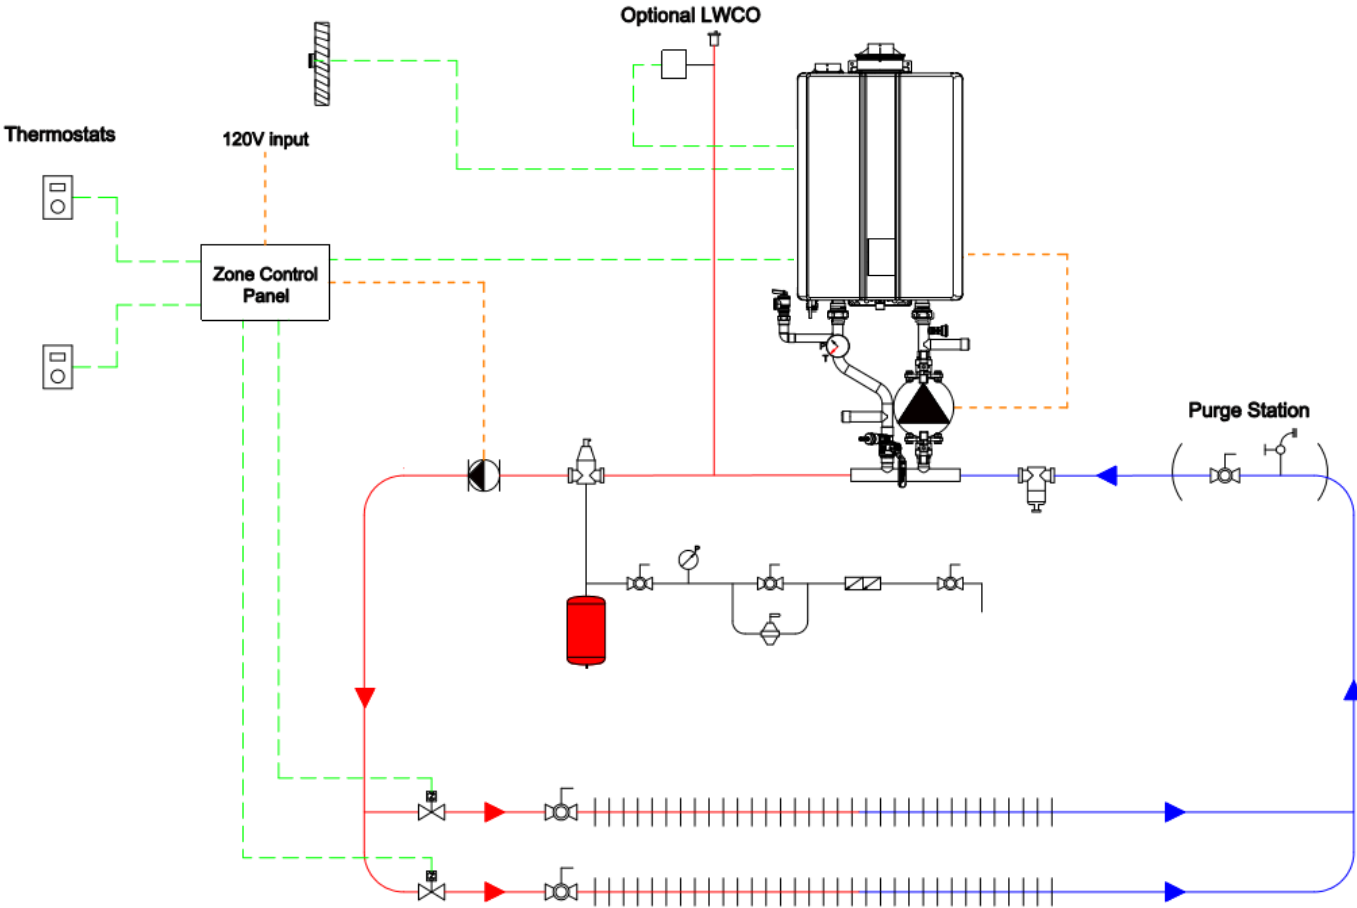 Optional LWCO
Thermostats
120V input
Zone Control
Panel
P
T
Purge Station
P